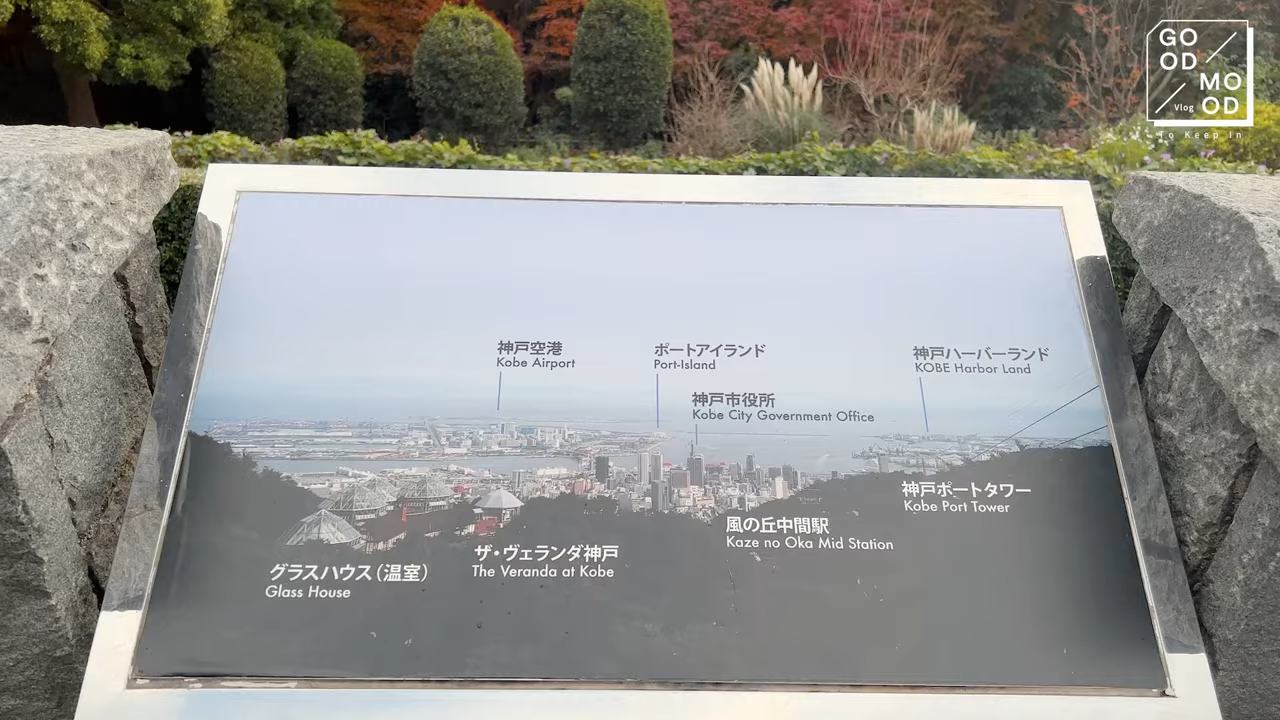 GO
OD
MO
OD
Vlog
To Keep In
神戸空港
Kobe Airport
ポートアイランド
Port-Island
神戸ハーバーランド
KOBE Harbor Land
神戸市役所
Kobe City Government Office
神戸ポートタワー
Kobe Port Tower
風の丘中間駅
Kaze no Oka Mid Station
ザ・ヴェランダ神戸
The Veranda at Kobe
グラスハウス（温室）
Glass House